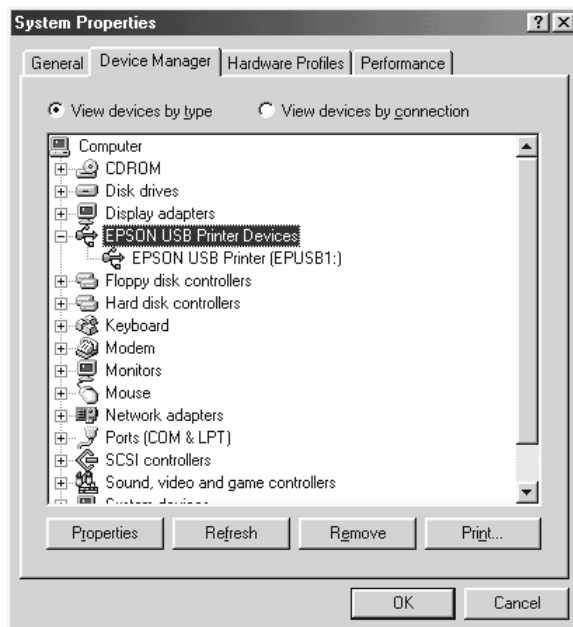 System Properties
General Device Manager Hardware Profiles Performance
View devices by type View devices by connection
Computer
CDROM
Disk drives
Display adapters
EPSON USB Printer Devices
EPSON USB Printer (EPUSB1:)
Floppy disk controllers
Hard disk controllers
Keyboard
Modem
Monitors
Mouse
Network adapters
Ports (COM & LPT)
SCSI controllers
Sound, video and game controllers
System devices
Properties Refresh Remove Print...
OK Cancel